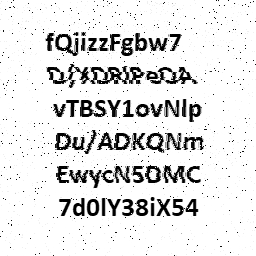 fQjizzFgbw7
vTBSY1ovNlp
Du/ADKQNm
EwycN5OMC
7d0lY38iX54